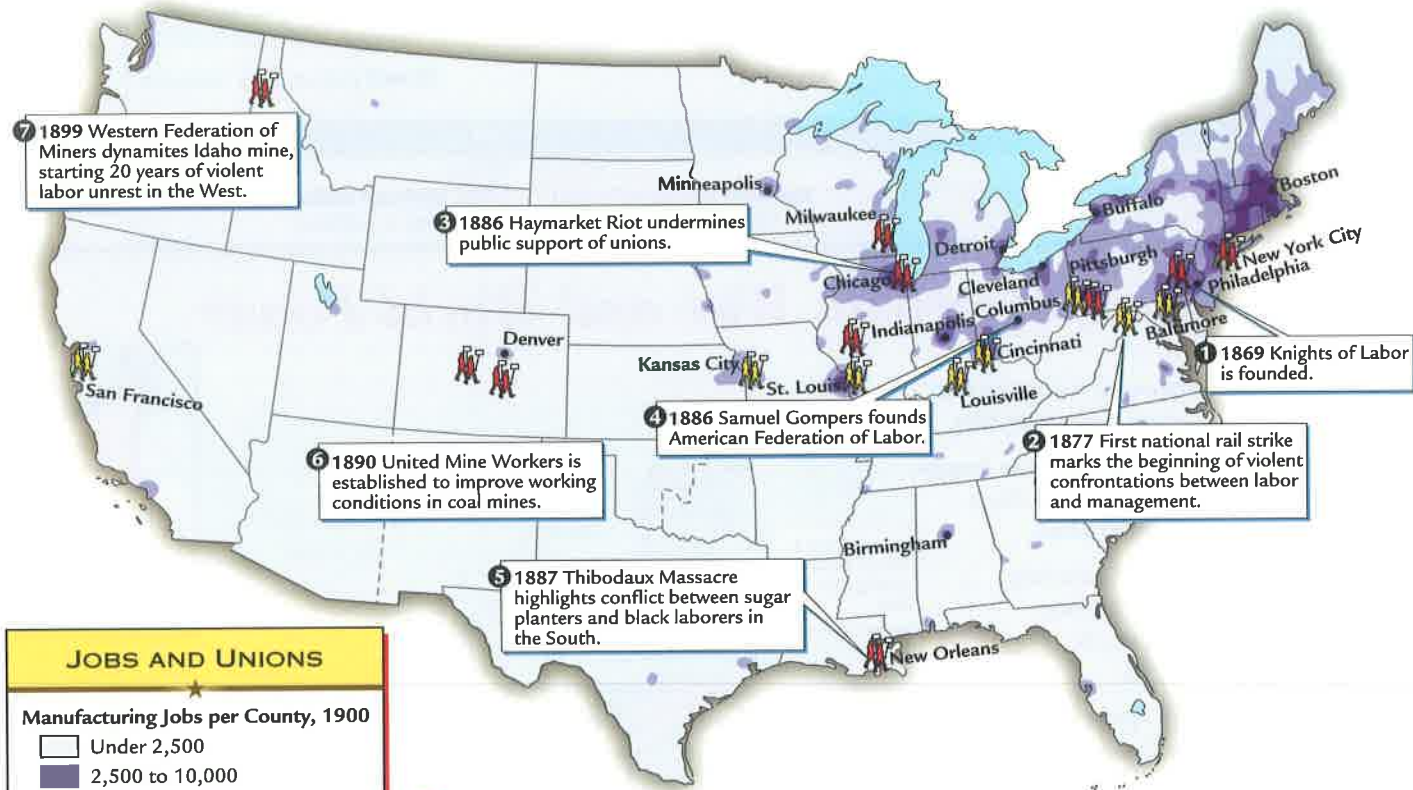 7 1899 Western Federation of
Miners dynamites Idaho mine,
starting 20 years of violent
labor unrest in the West.
Minneapolis
Milwaukee
3 1886 Haymarket Riot undermines
public support of unions.
Detroit
Buffalo
Boston
Chicago
Cleveland
Pittsburgh
New York City
Philadelphia
Indianapolis
Columbus
Baltimore
Denver
Kansas City
St. Louis
Cincinnati
Louisville
1 1869 Knights of Labor
is founded.
San Francisco
4 1886 Samuel Gompers founds
American Federation of Labor.
2 1877 First national rail strike
marks the beginning of violent
confrontations between labor
and management.
6 1890 United Mine Workers is
established to improve working
conditions in coal mines.
Birmingham
5 1887 Thibodaux Massacre
highlights conflict between sugar
planters and black laborers in
the South.
New Orleans
JOBS AND UNIONS
Manufacturing Jobs per County, 1900
Under 2,500
2,500 to 10,000